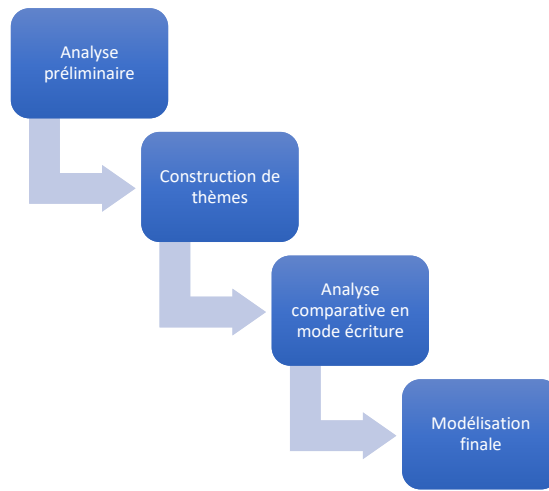 Analyse
préliminaire
Construction de
thèmes
Analyse
comparative en
mode écriture
Modélisation
finale